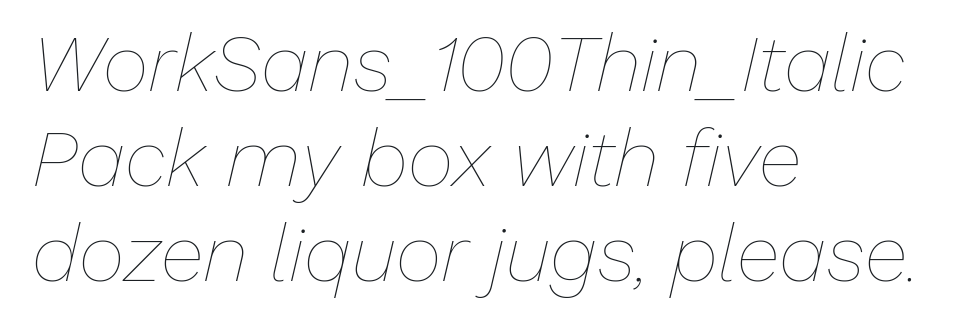 WorkSans_100Thin_Italic
Pack my box with five
dozen liquor jugs, please.